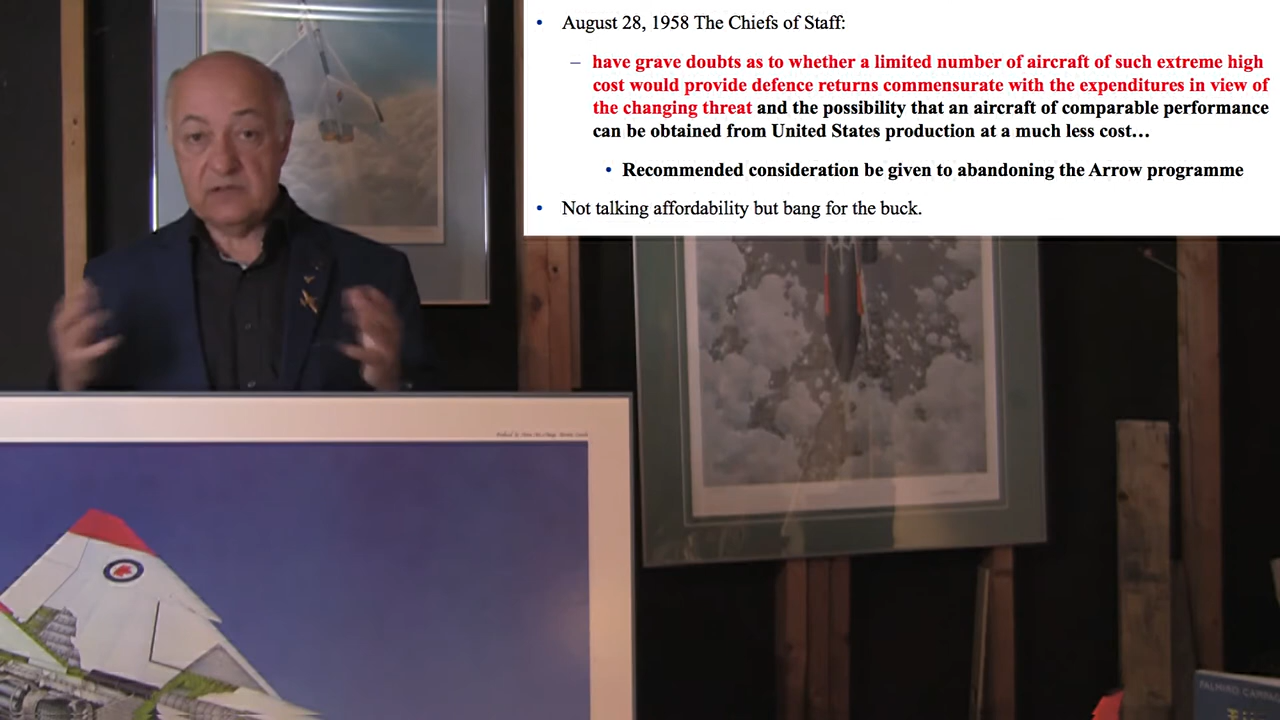 • August 28, 1958 The Chiefs of Staff:
– have grave doubts as to whether a limited number of aircraft of such extreme high
cost would provide defence returns commensurate with the expenditures in view of
the changing threat and the possibility that an aircraft of comparable performance
can be obtained from United States production at a much less cost…
• Recommended consideration be given to abandoning the Arrow programme
• Not talking affordability but bang for the buck.
PALMIRO